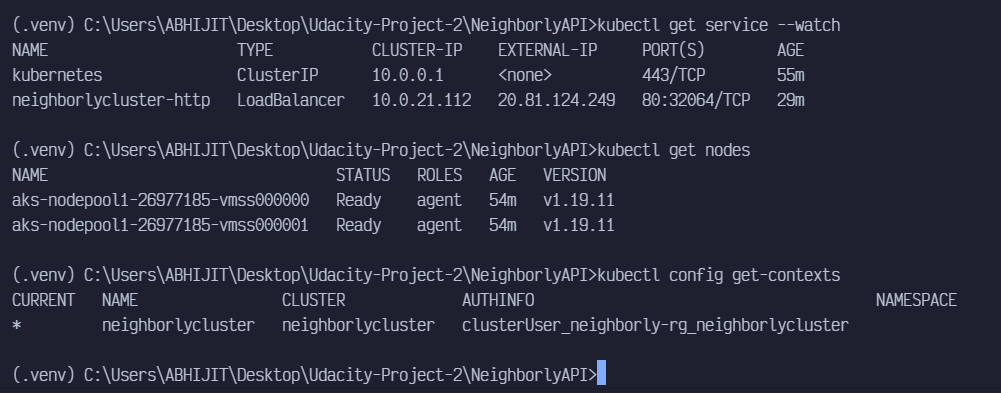 (.venv) C:\Users\ABHIJIT\Desktop\Udacity-Project-2\NeighborlyAPI>kubectl get service --watch
NAME TYPE CLUSTER-IP EXTERNAL-IP PORT(S) AGE
kubernetes ClusterIP 10.0.0.1 <none> 443/TCP 55m
neighborlycluster-http LoadBalancer 10.0.21.112 20.81.124.249 80:32064/TCP 29m
(.venv) C:\Users\ABHIJIT\Desktop\Udacity-Project-2\NeighborlyAPI>kubectl get nodes
NAME STATUS ROLES AGE VERSION
aks-nodepool1-26977185-vmss000000 Ready agent 54m v1.19.11
aks-nodepool1-26977185-vmss000001 Ready agent 54m v1.19.11
(.venv) C:\Users\ABHIJIT\Desktop\Udacity-Project-2\NeighborlyAPI>kubectl config get-contexts
CURRENT NAME CLUSTER AUTHINFO NAMESPACE
* neighborlycluster neighborlycluster clusterUser_neighborly-rg_neighborlycluster
(.venv) C:\Users\ABHIJIT\Desktop\Udacity-Project-2\NeighborlyAPI>